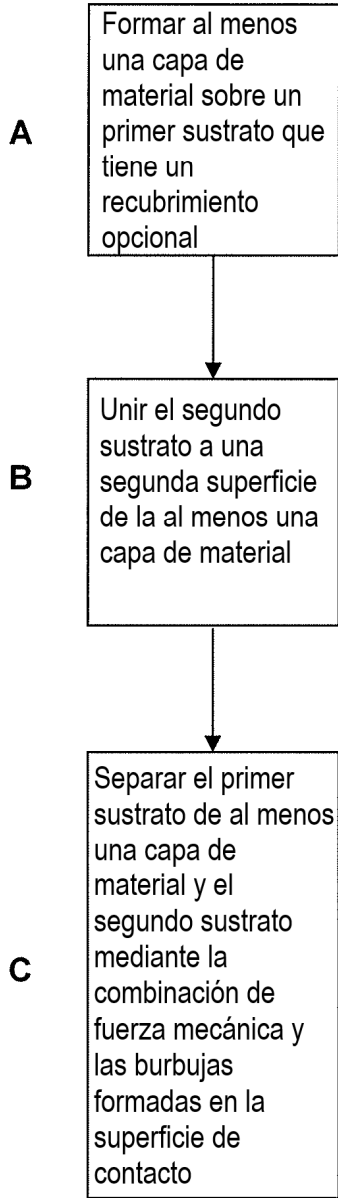 Formar al menos
una capa de
material sobre un
primer sustrato que
tiene un
recubrimiento
opcional
A
Unir el segundo
sustrato a una
segunda superficie
de la al menos una
capa de material
B
Separar el primer
sustrato de al menos
una capa de
material y el
segundo sustrato
mediante la
combinación de
fuerza mecánica y
las burbujas
formadas en la
superficie de
contacto
C